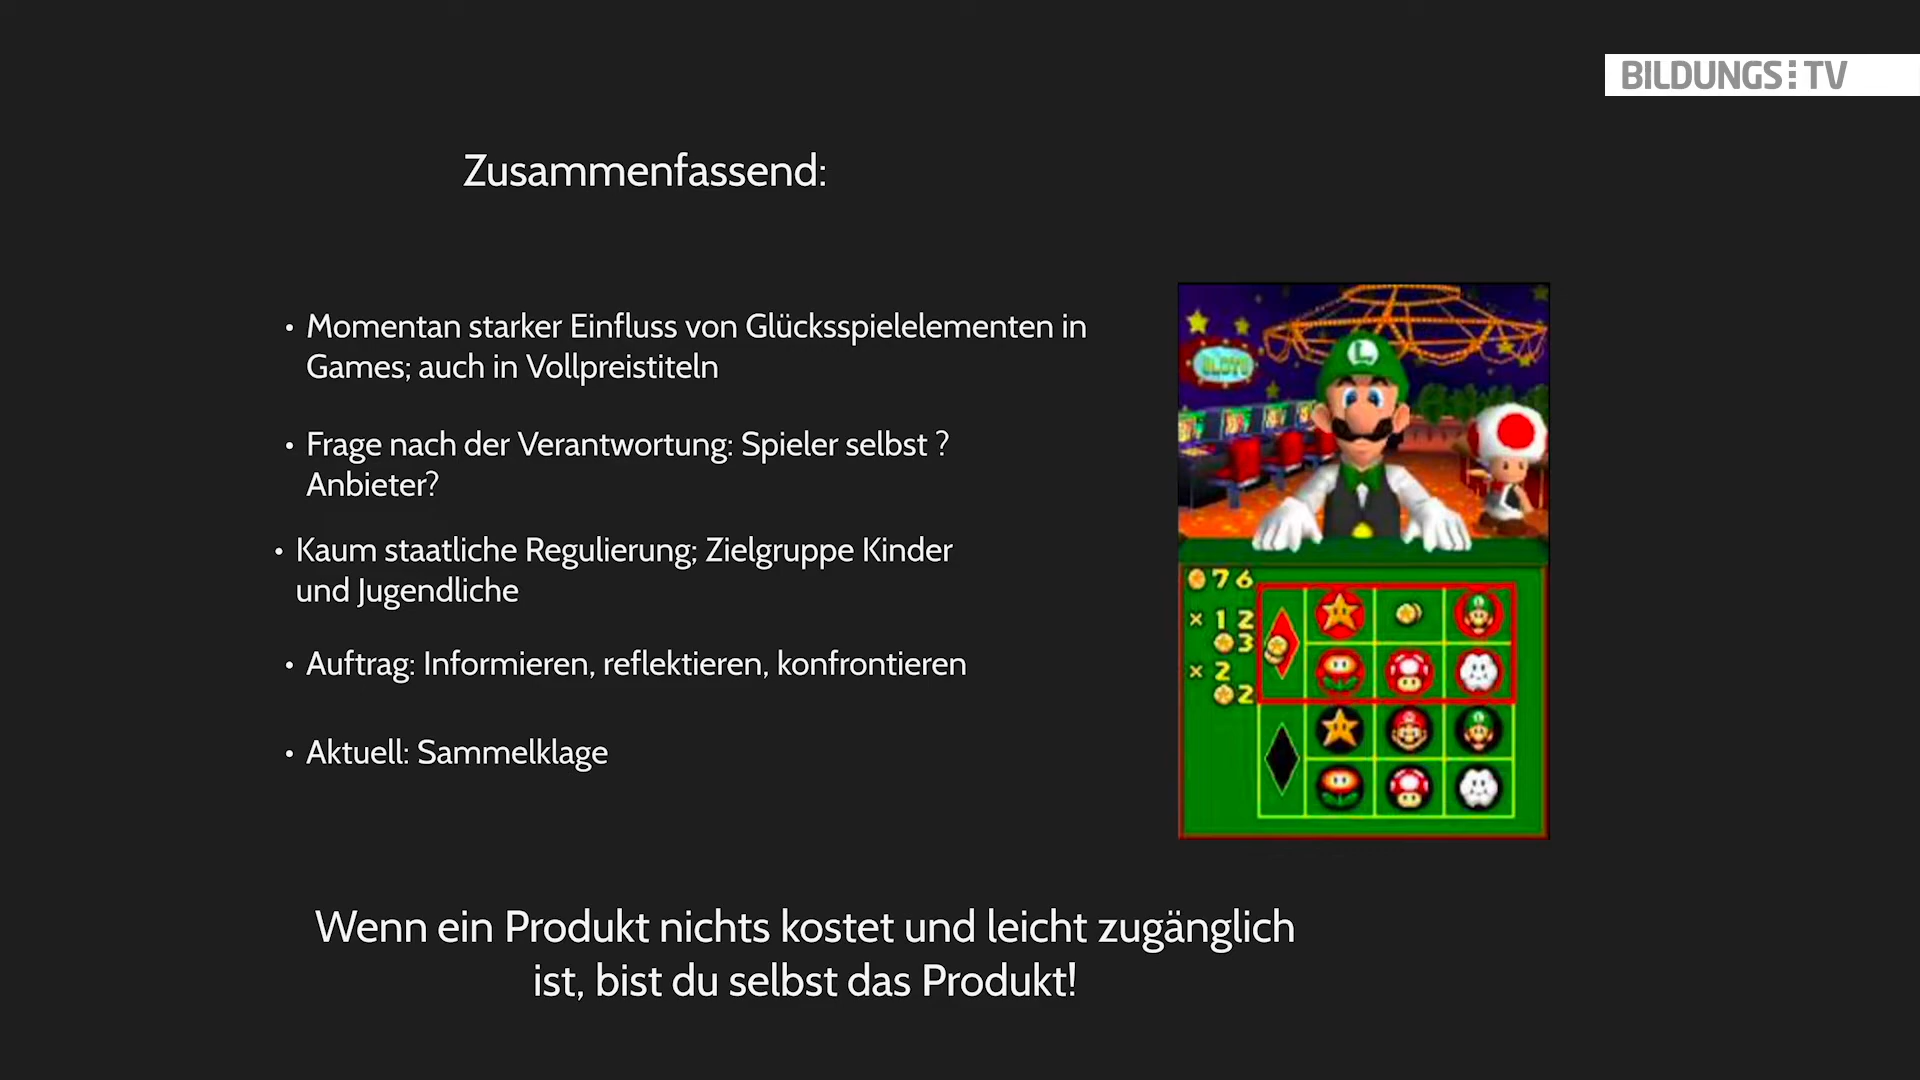 BILDUNGS⋮TV
Zusammenfassend:
• Momentan starker Einfluss von Glücksspielelementen in
Games; auch in Vollpreistiteln
• Frage nach der Verantwortung: Spieler selbst ?
Anbieter?
• Kaum staatliche Regulierung; Zielgruppe Kinder
und Jugendliche
• Auftrag: Informieren, reflektieren, konfrontieren
• Aktuell: Sammelklage
L
SLOTS
76
×12
3
×2
2
Wenn ein Produkt nichts kostet und leicht zugänglich
ist, bist du selbst das Produkt!